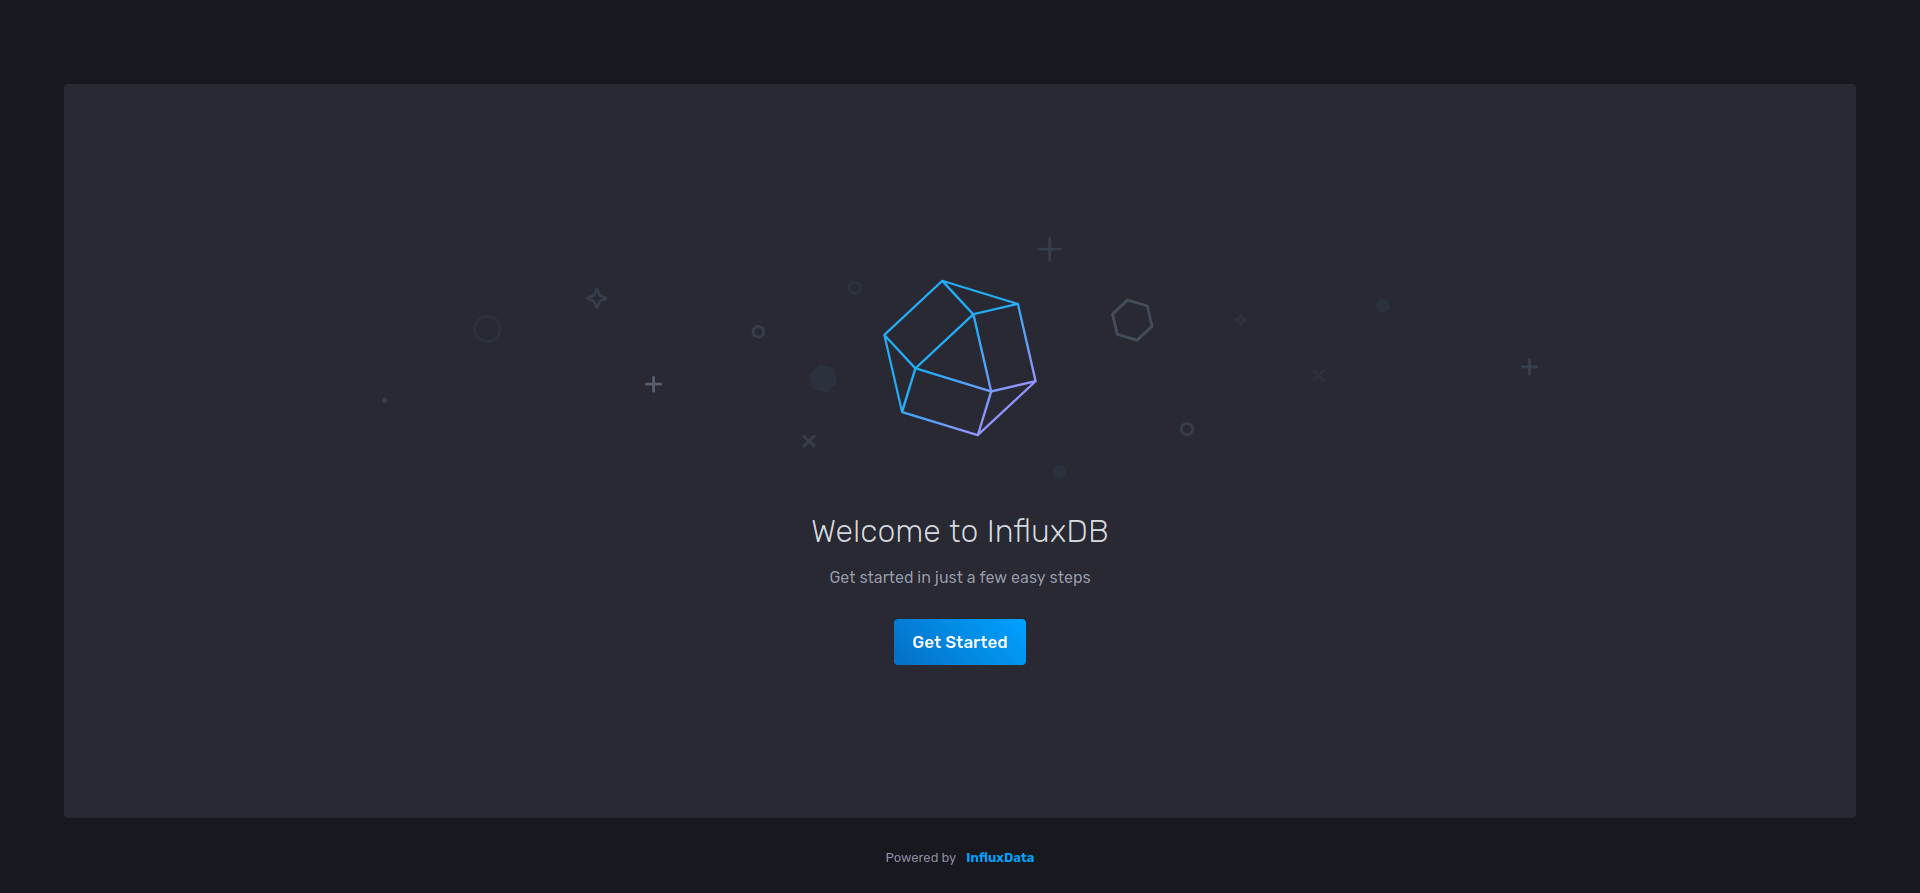 Welcome to InfluxDB
Get started in just a few easy steps
Get Started
Powered by InfluxData